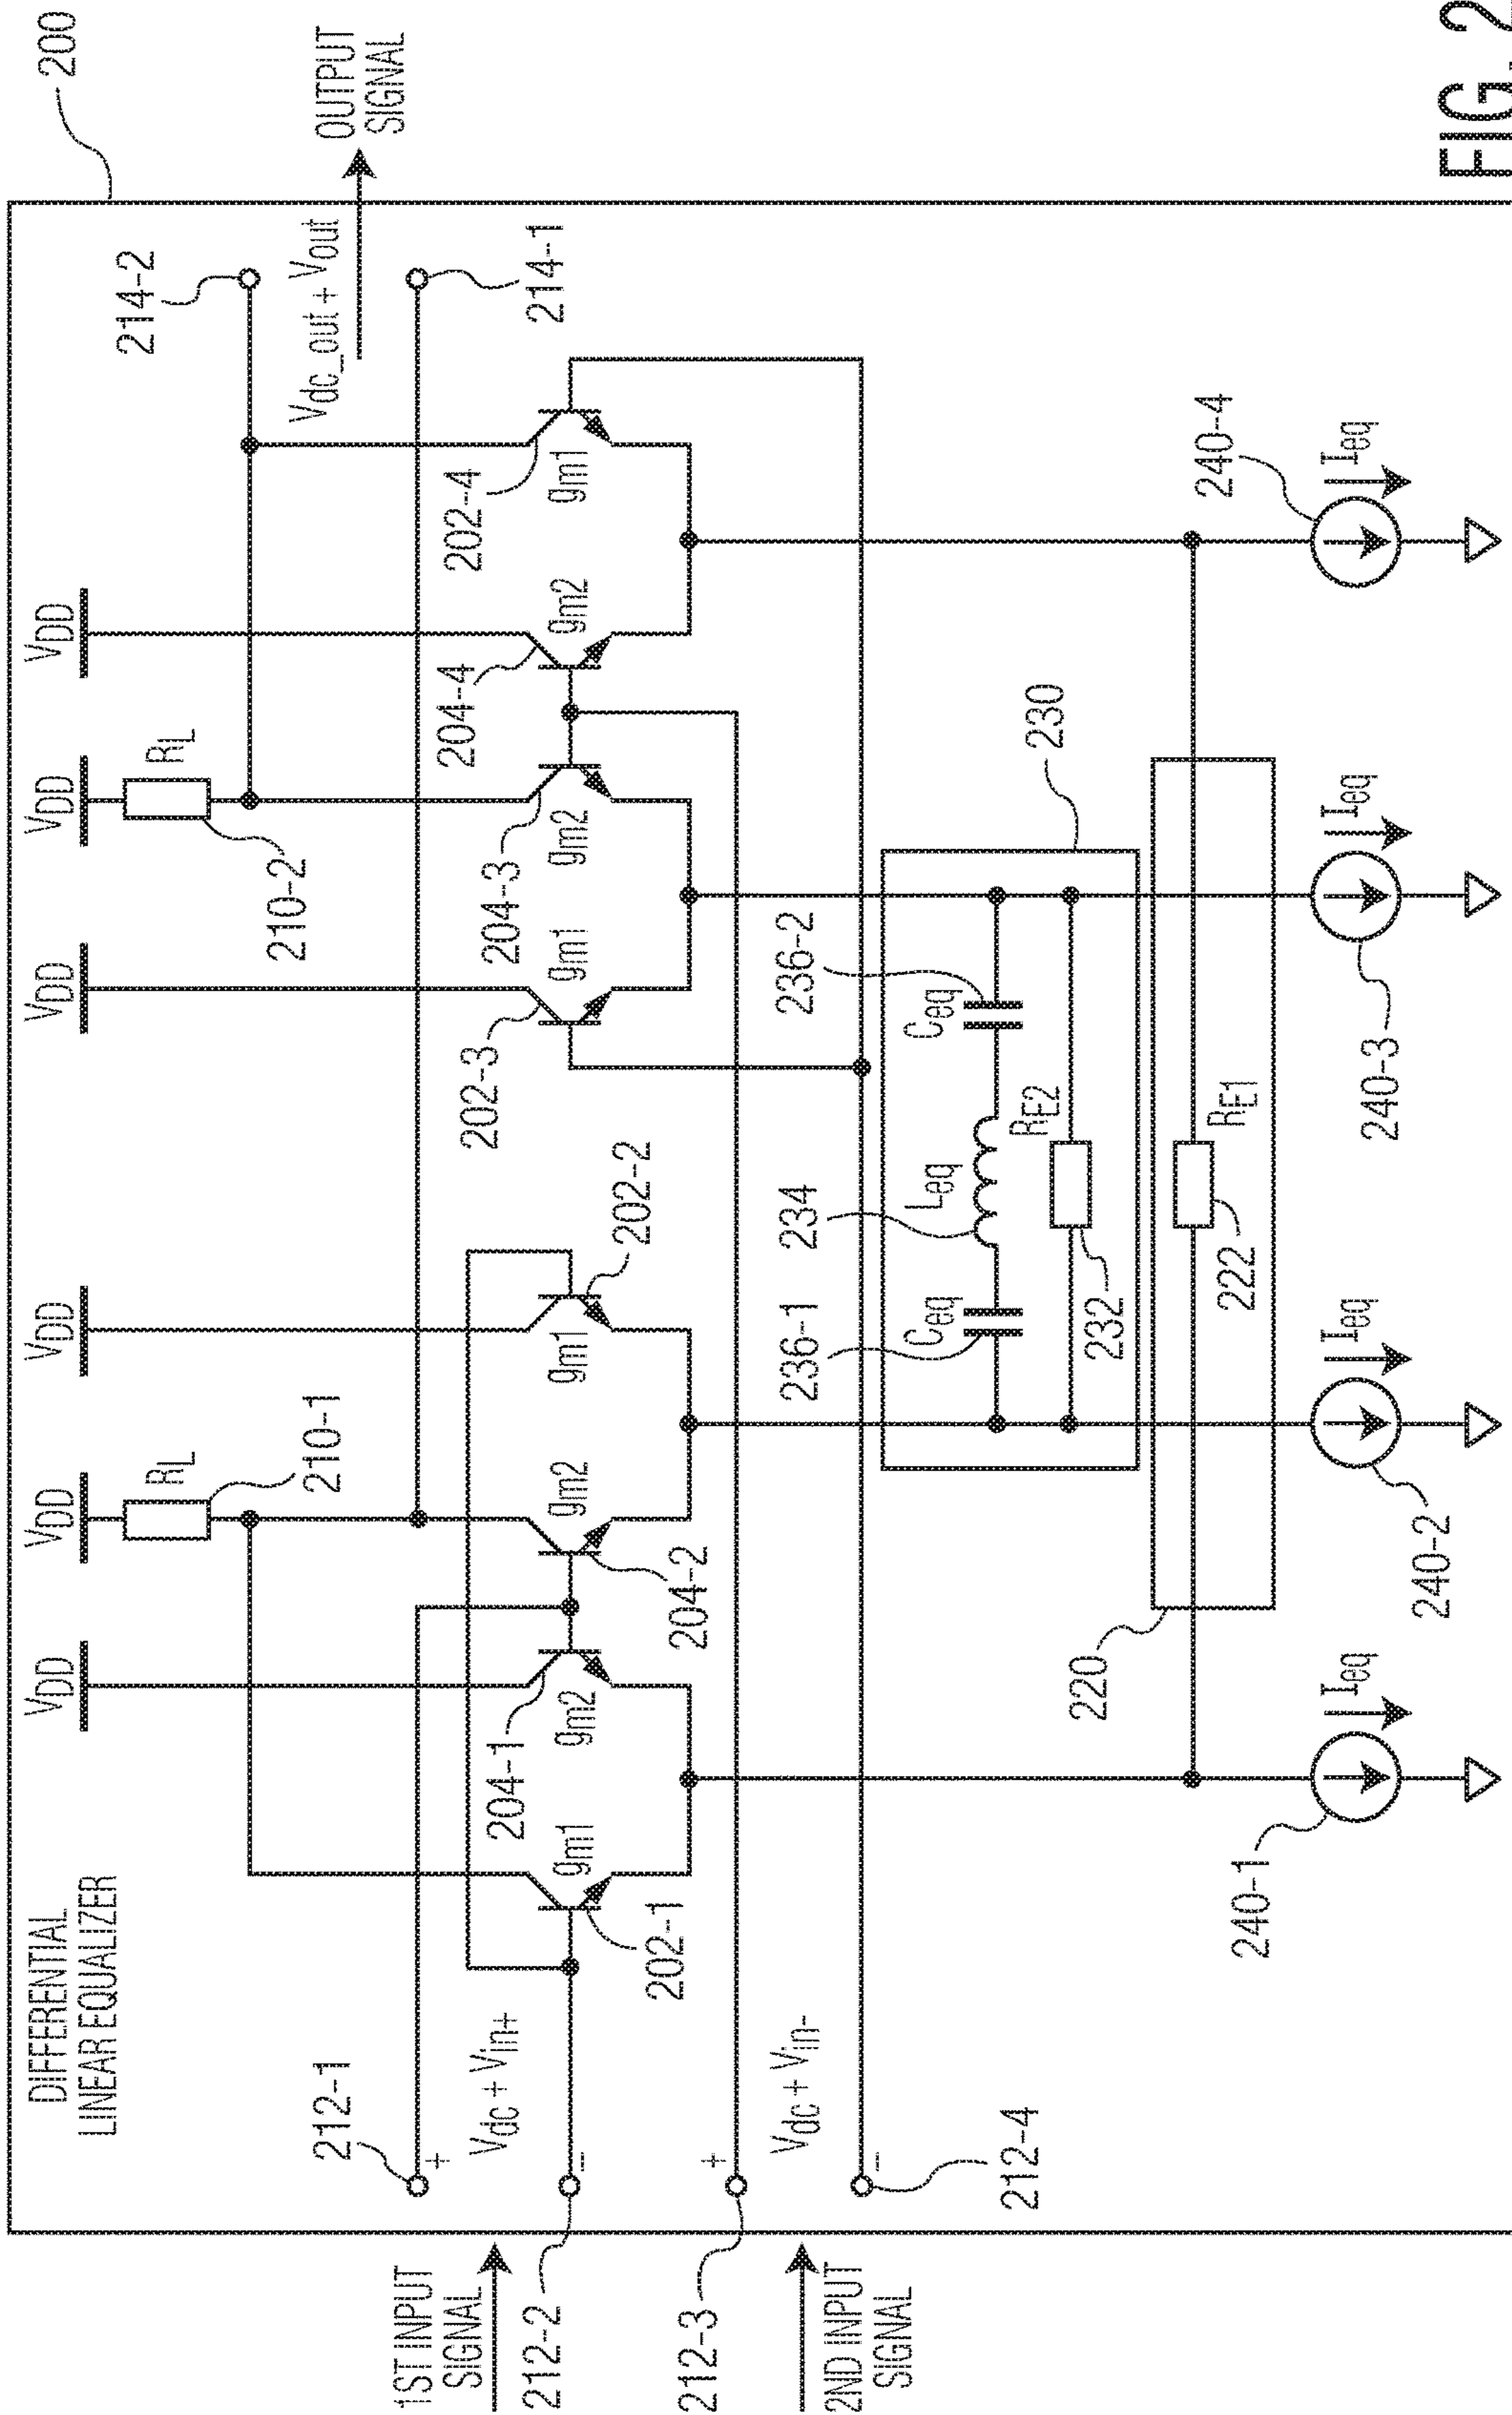 DIFFERENTIAL
LINEAR EQUALIZER
200
VDD
VDD
VDD
VDD
VDD
VDD
RL
210-1
RL
210-2
214-2
212-1
+
Vdc + Vin+
1ST INPUT
SIGNAL
212-2
-
212-3
+
Vdc + Vin-
2ND INPUT
SIGNAL
212-4
-
Vdc_out + Vout
OUTPUT
SIGNAL
214-1
202-1
gm1
204-1
gm2
204-2
gm2
202-2
gm1
202-3
gm1
204-3
gm2
204-4
gm2
202-4
gm1
236-1
Ceq
234
Leq
236-2
Ceq
230
232
RE2
220
222
RE1
240-1
Ieq
240-2
Ieq
240-3
Ieq
240-4
Ieq
FIG. 2